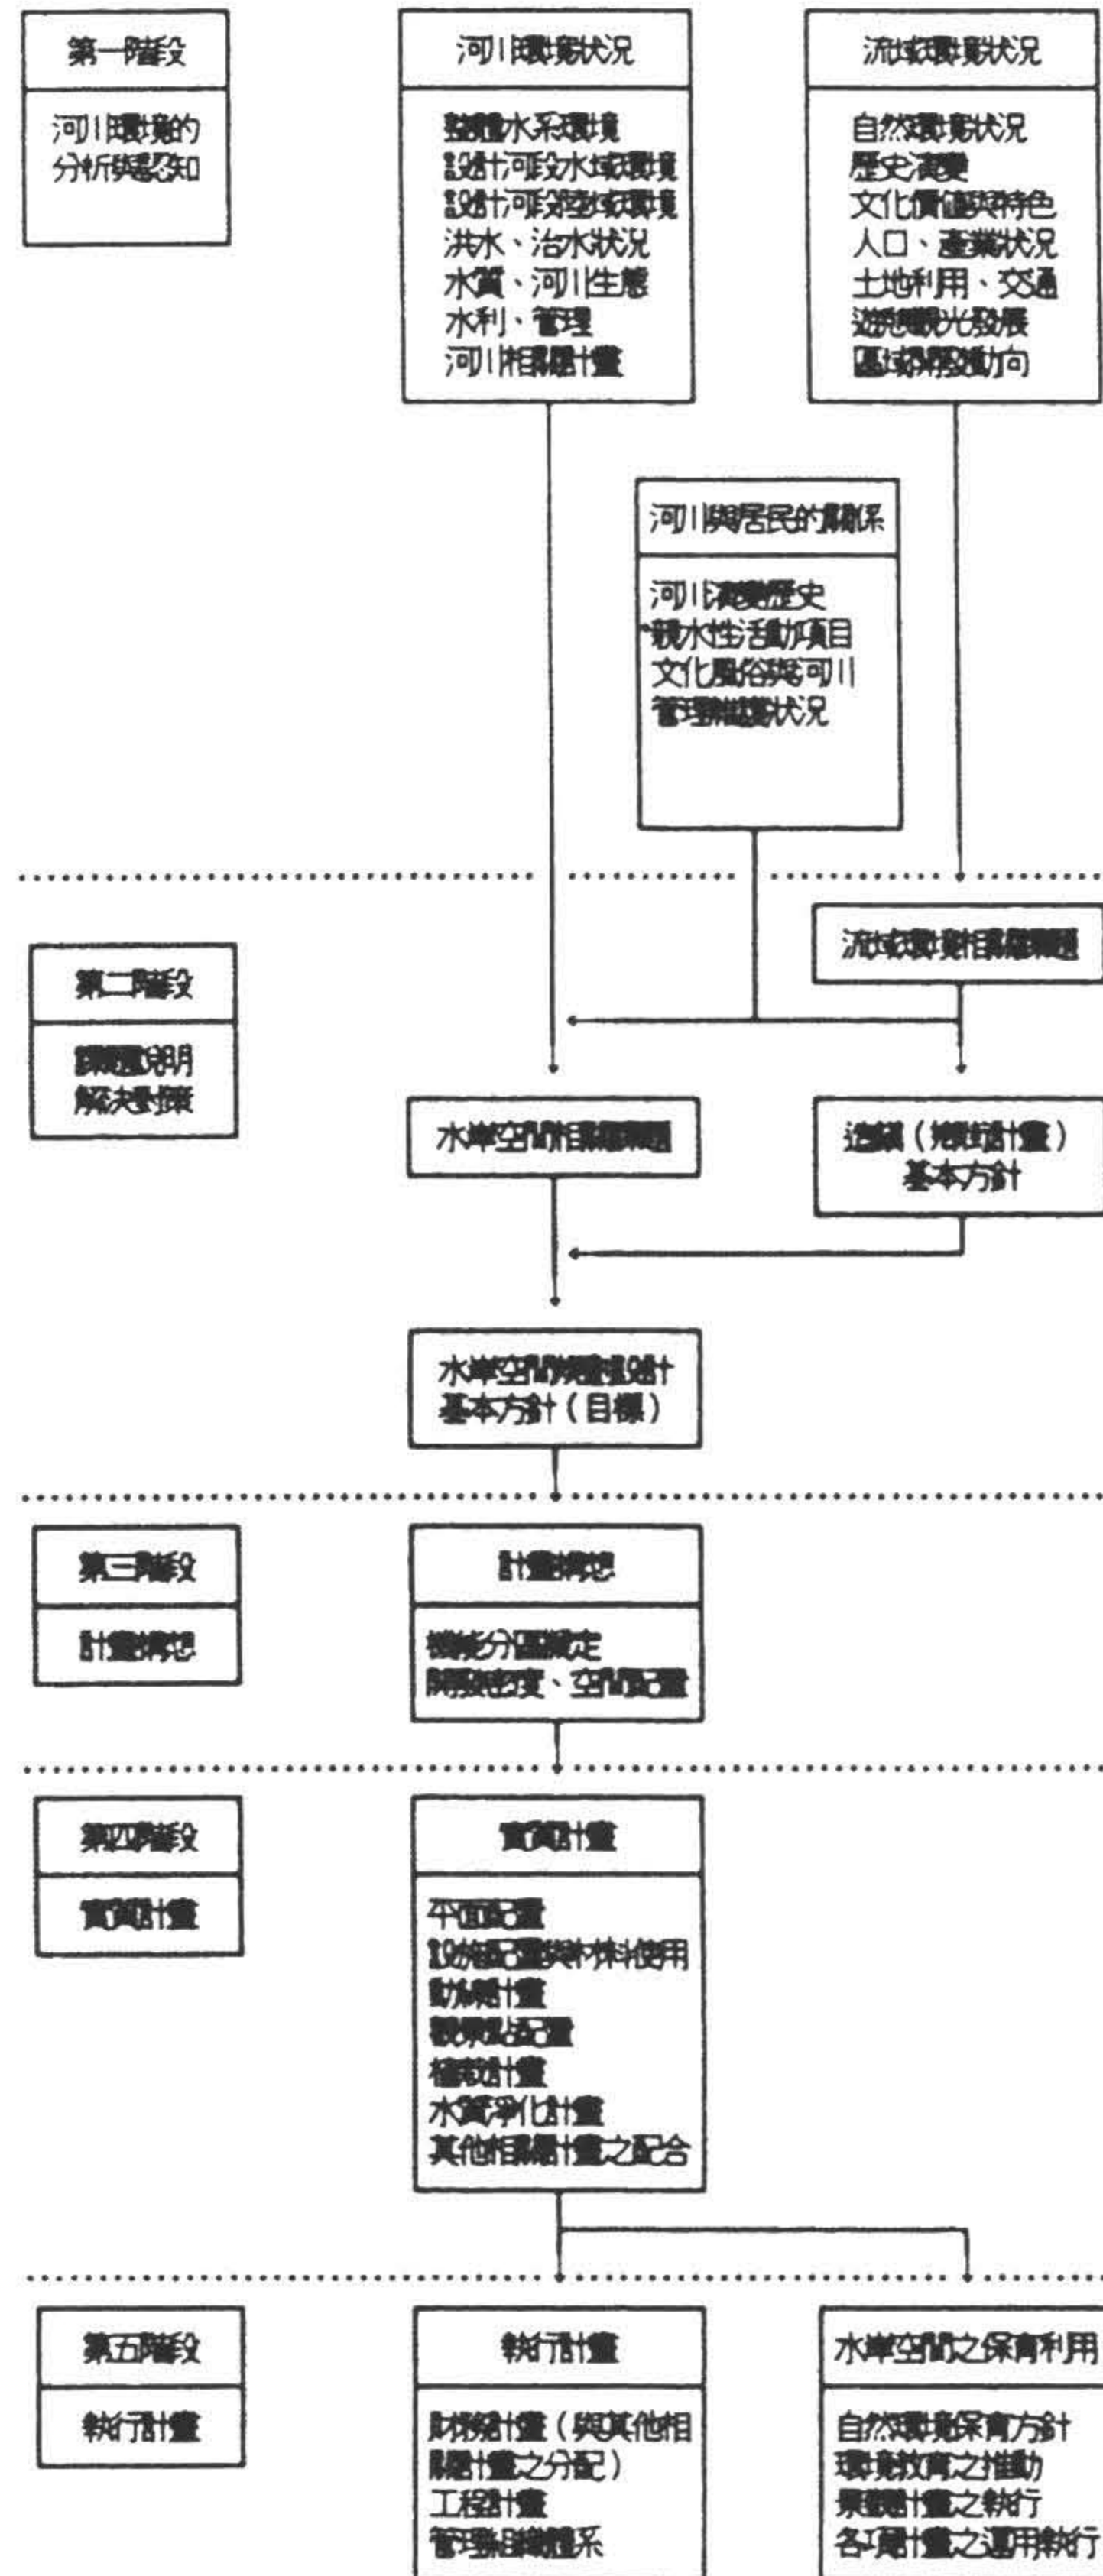 第一階段
河川環境的
分析與認知
河川環境狀況
整體水系環境
設計河段水域環境
設計河段陸域環境
洪水、治水狀況
水質、河川生態
水利、管理
河川相關計畫
流域環境狀況
自然環境狀況
歷史演變
文化價值與特色
人口、產業狀況
土地利用、交通
遊憩觀光發展
區域開發動向
河川與居民的關係
河川演變歷史
親水性活動項目
文化風俗與河川
管理維護狀況
第二階段
課題說明
解決對策
流域環境相關課題
水岸空間相關課題
造鎮（ 計畫）
基本方針
水岸空間規劃設計
基本方針（目標）
第三階段
計畫構想
計畫構想
機能分區擬定
開發密度、空間配置
第四階段
實質計畫
實質計畫
平面配置
設施配置與材料使用
動線計畫
觀景點配置
植栽計畫
水質淨化計畫
其他相關計畫之配合
第五階段
執行計畫
執行計畫
財務計畫（與其他相
關計畫之分配）
工程計畫
管理組織體系
水岸空間之保育利用
自然環境保育方針
環境教育之推動
景觀計畫之執行
各項計畫之運用執行